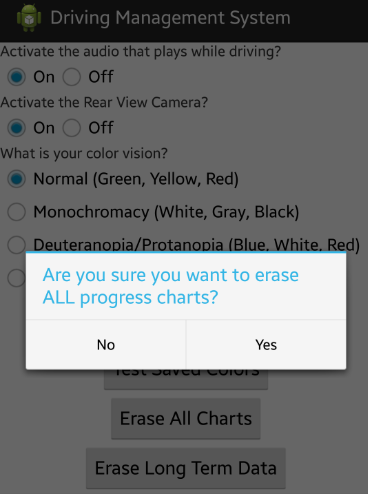 Driving Management System
Activate the audio that plays while driving?
On Off
Activate the Rear View Camera?
On Off
What is your color vision?
Normal (Green, Yellow, Red)
Monochromacy (White, Gray, Black)
Deuteranopia/Protanopia (Blue, White, Red)
Are you sure you want to erase
ALL progress charts?
No Yes
Test Saved Colors
Erase All Charts
Erase Long Term Data